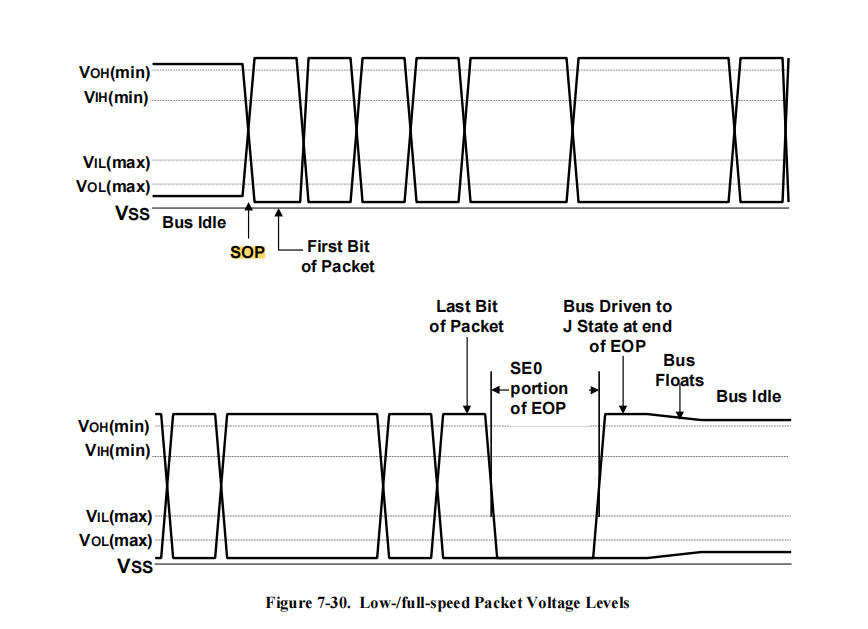 VOH(min)
VIH(min)
VIL(max)
VOL(max)
VSS
Bus Idle
SOP
First Bit
of Packet
Last Bit
of Packet
Bus Driven to
J State at end
of EOP
SE0
portion
of EOP
Bus
Floats
Bus Idle
VOH(min)
VIH(min)
VIL(max)
VOL(max)
VSS
Figure 7-30. Low-/full-speed Packet Voltage Levels